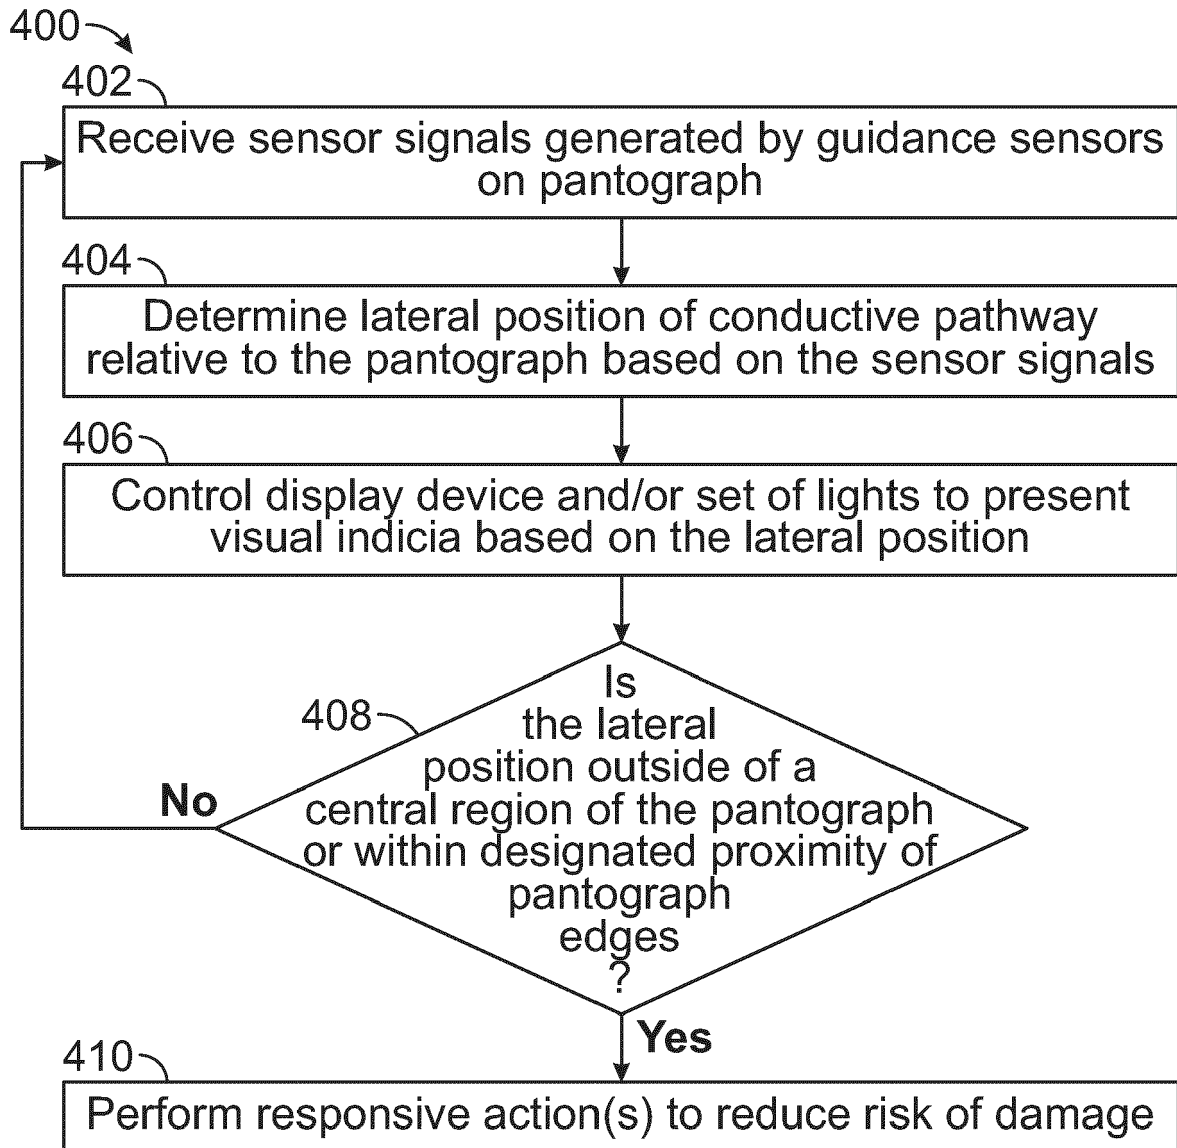 400
402
Receive sensor signals generated by guidance sensors
on pantograph
404
Determine lateral position of conductive pathway
relative to the pantograph based on the sensor signals
406
Control display device and/or set of lights to present
visual indicia based on the lateral position
408
Is
the lateral
position outside of a
central region of the pantograph
or within designated proximity of
pantograph
edges
?
No
Yes
410
Perform responsive action(s) to reduce risk of damage